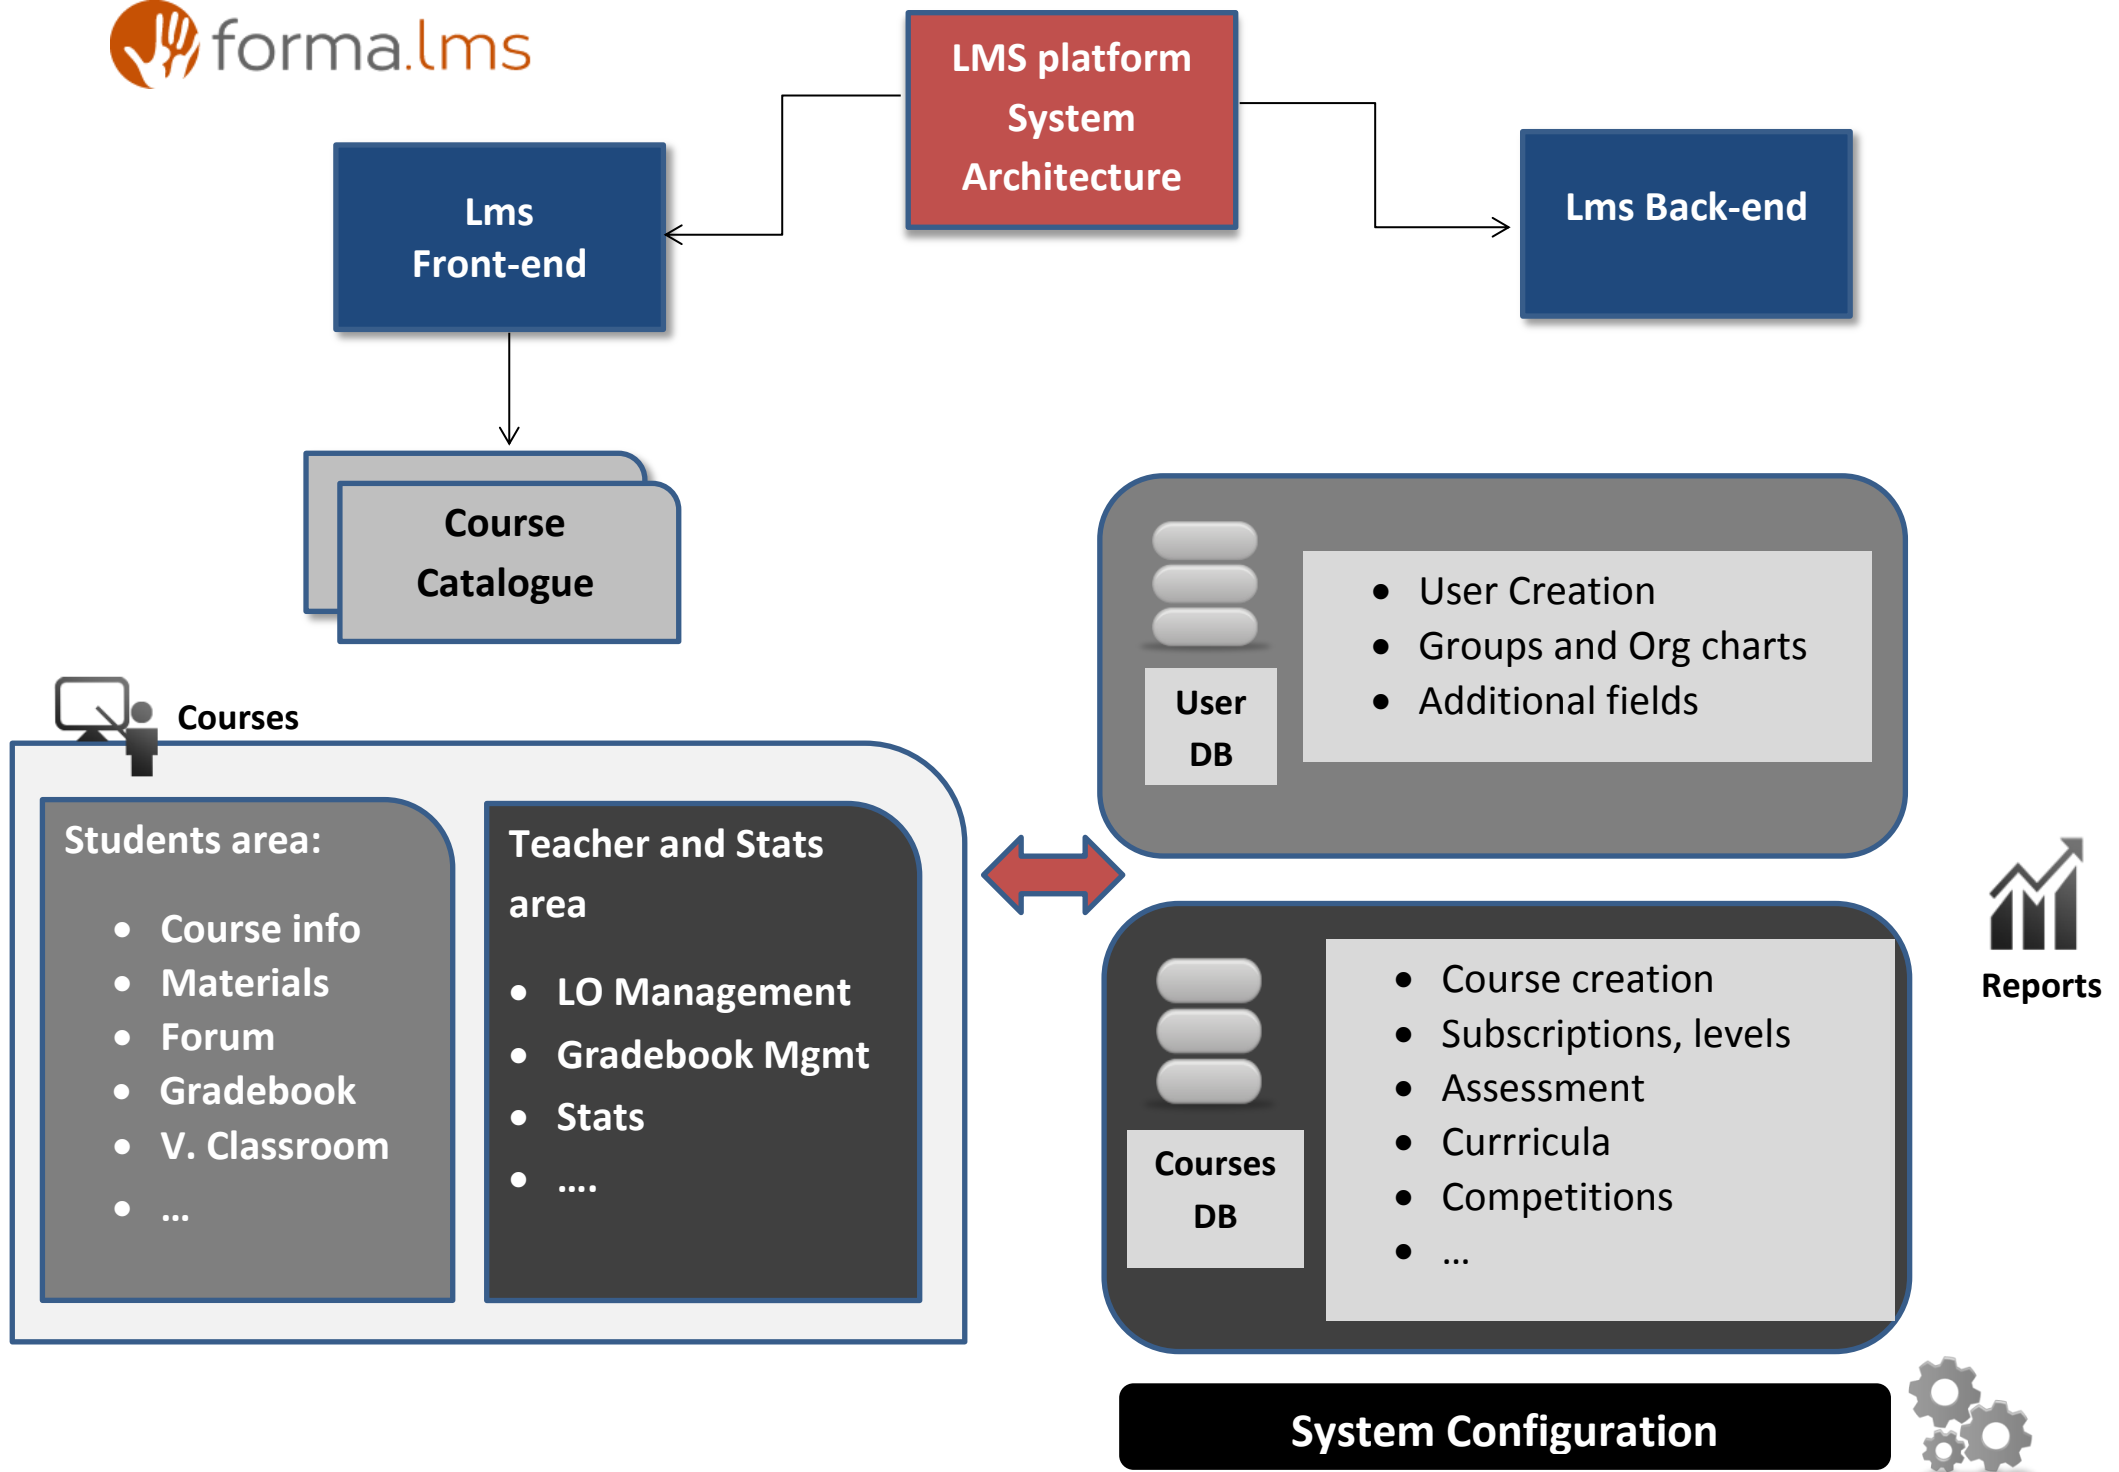 forma.lms
LMS platform
System
Architecture
Lms
Front-end
Lms Back-end
Course
Catalogue
Courses
Students area:
• Course info
• Materials
• Forum
• Gradebook
• V. Classroom
• ...
Teacher and Stats
area
• LO Management
• Gradebook Mgmt
• Stats
• ....
User
DB
• User Creation
• Groups and Org charts
• Additional fields
Courses
DB
• Course creation
• Subscriptions, levels
• Assessment
• Currricula
• Competitions
• ...
Reports
System Configuration